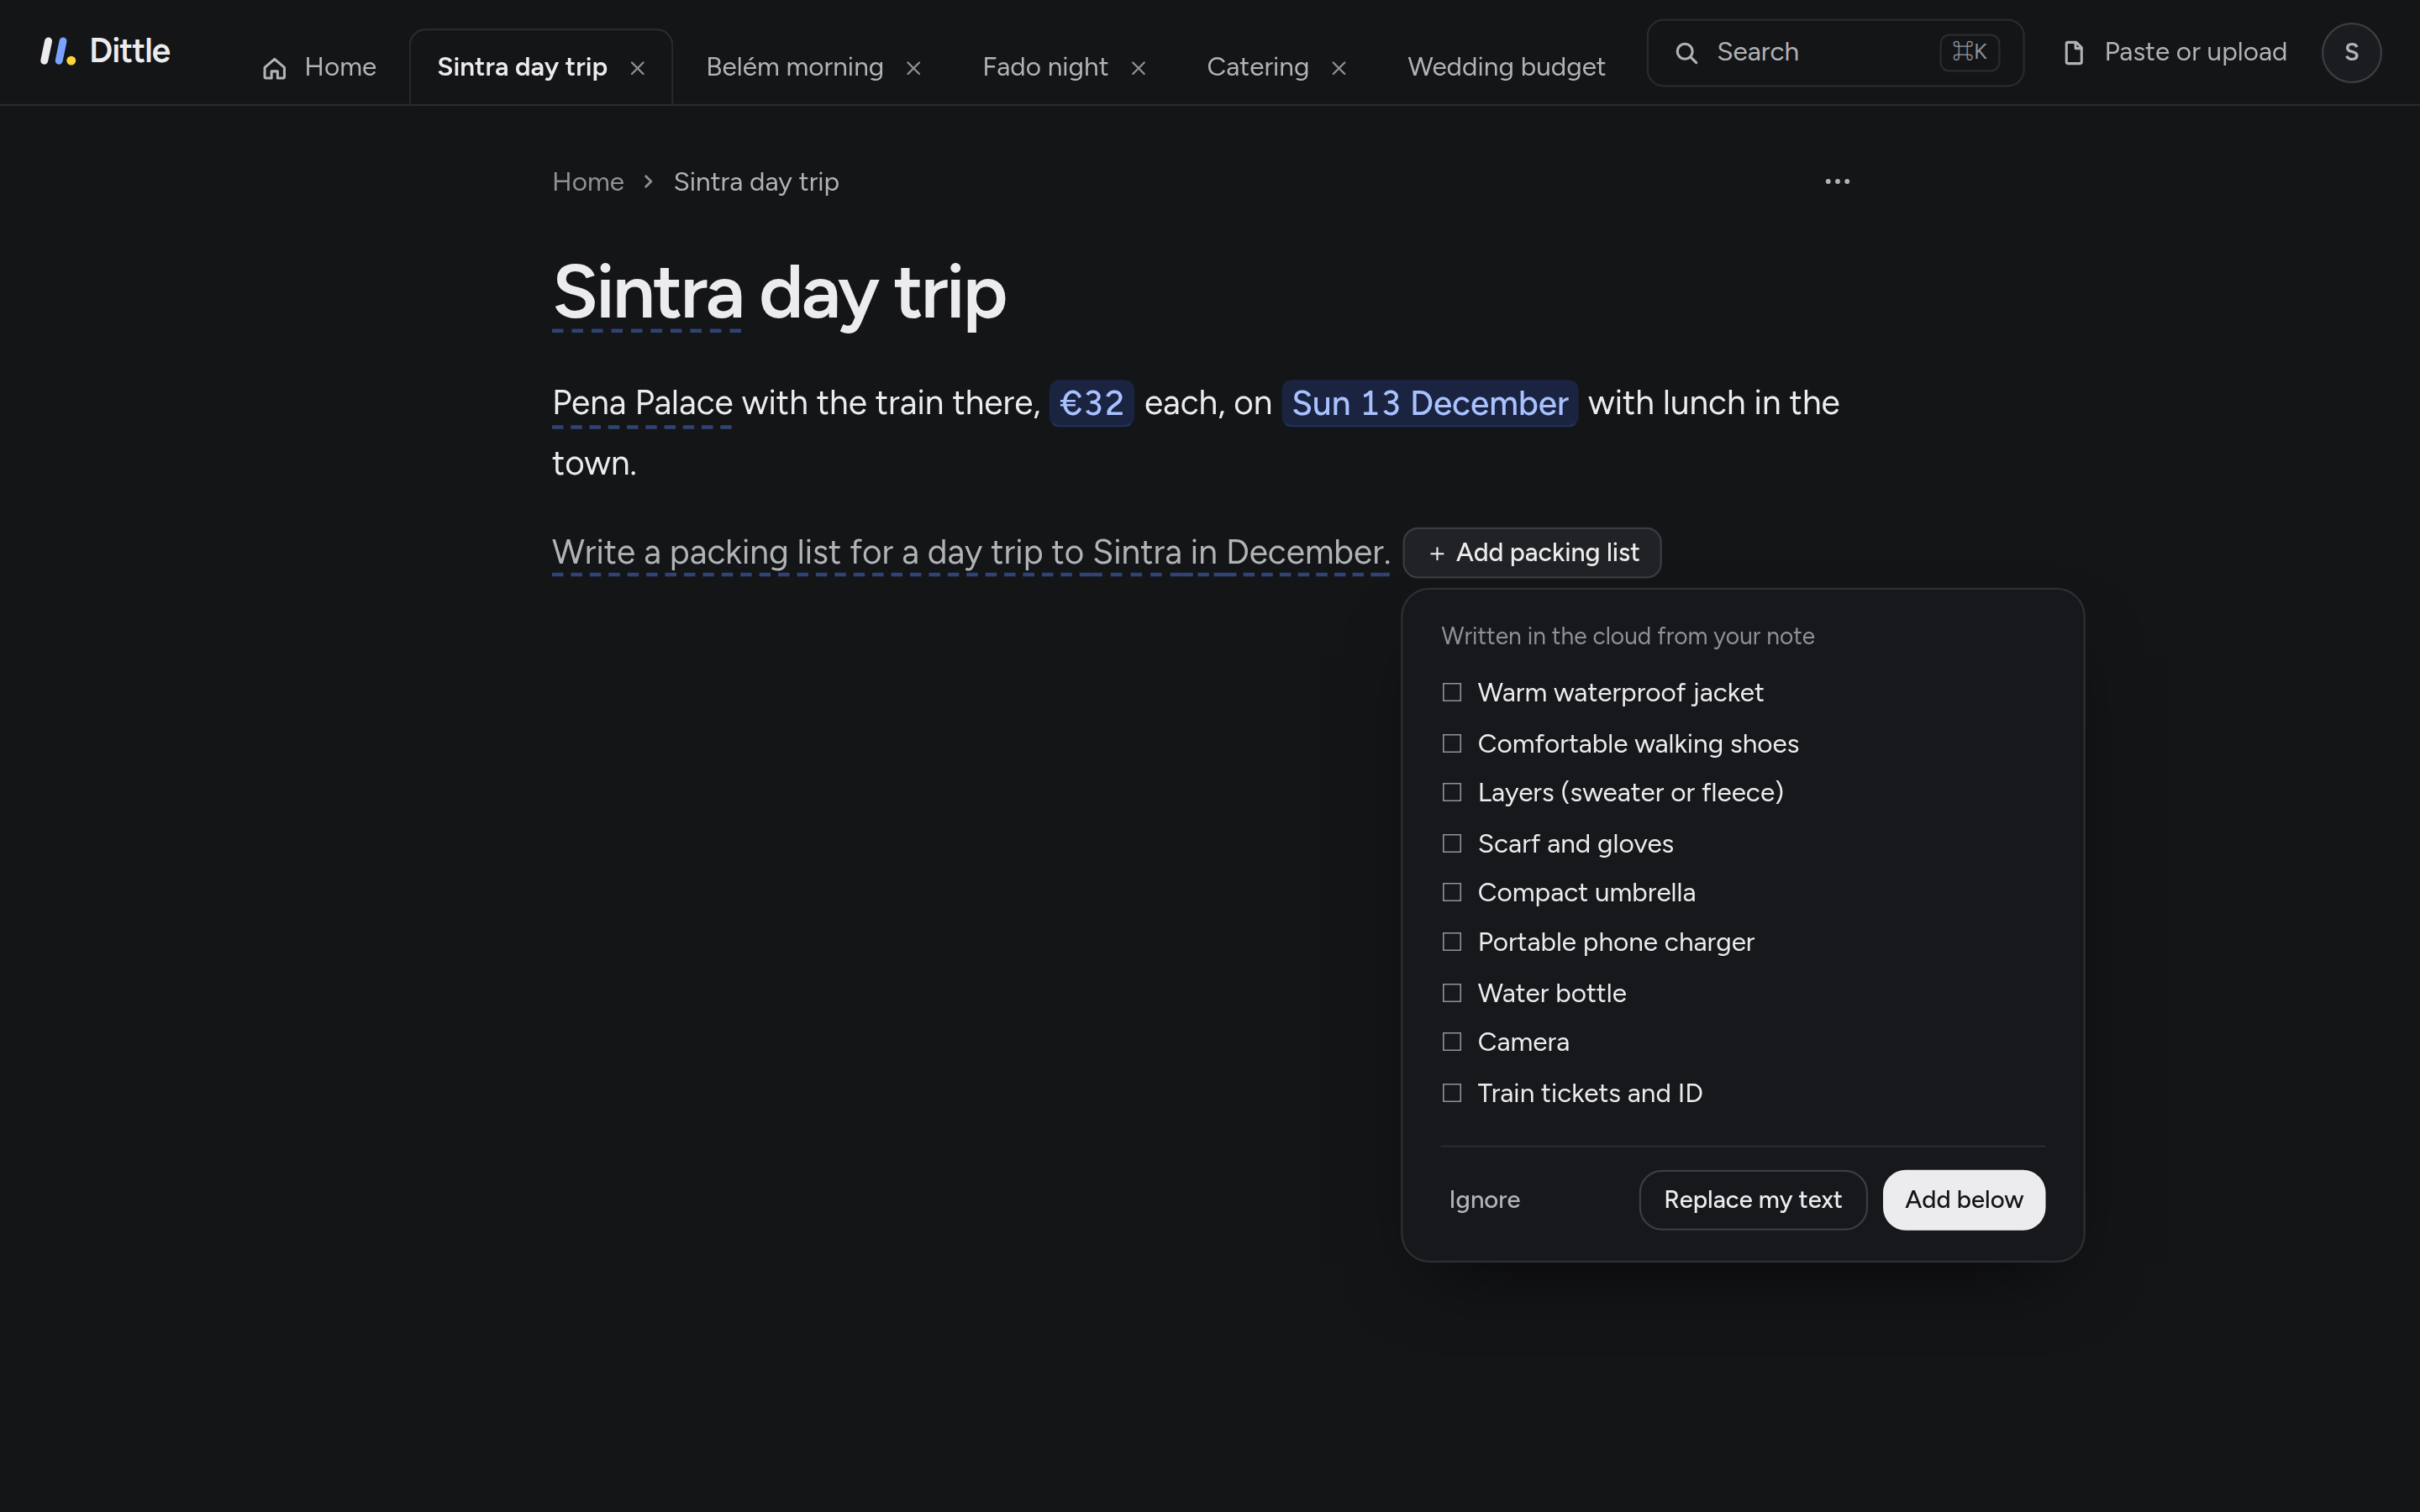 Dittle
Home
Sintra day trip
Belém morning
Fado night
Catering
Wedding budget
Search ⌘K
Paste or upload
S
Home > Sintra day trip
Sintra day trip
Pena Palace with the train there, €32 each, on Sun 13 December with lunch in the
town.
Write a packing list for a day trip to Sintra in December. + Add packing list
Written in the cloud from your note
☐ Warm waterproof jacket
☐ Comfortable walking shoes
☐ Layers (sweater or fleece)
☐ Scarf and gloves
☐ Compact umbrella
☐ Portable phone charger
☐ Water bottle
☐ Camera
☐ Train tickets and ID
Ignore
Replace my text
Add below